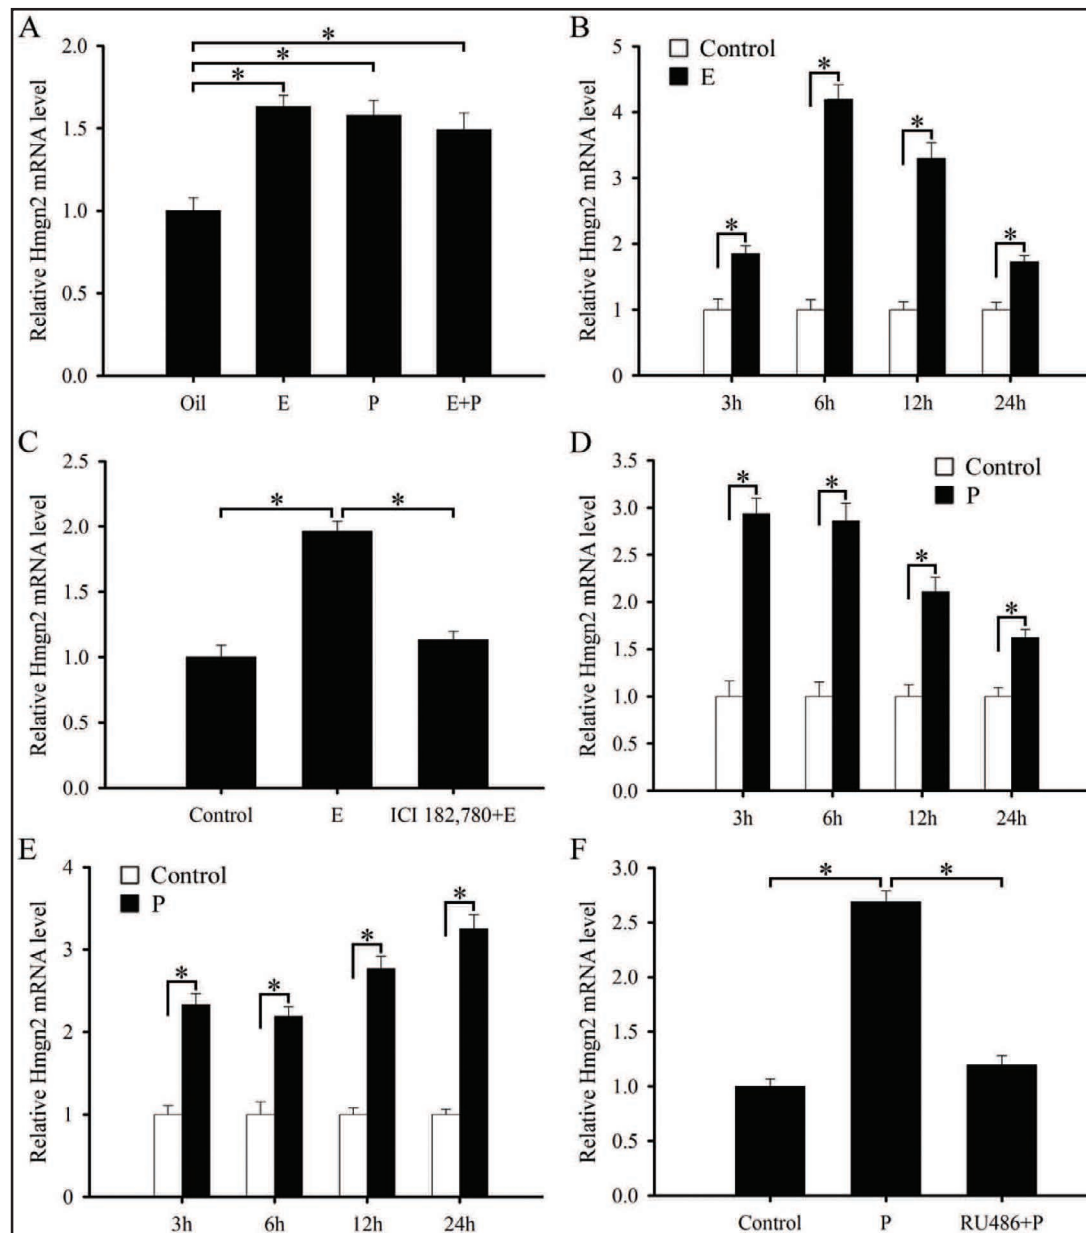 A
Relative Hmgn2 mRNA level
2.0
1.5
1.0
0.5
0.0
*
*
*
Oil E P E+P
B
Control
E
Relative Hmgn2 mRNA level
5
4
3
2
1
0
*
*
*
*
3h 6h 12h 24h
C
Relative Hmgn2 mRNA level
2.5
2.0
1.5
1.0
0.5
0.0
* *
Control E ICI 182,780+E
D
Control
P
Relative Hmgn2 mRNA level
3.5
3.0
2.5
2.0
1.5
1.0
0.5
0.0
*
*
*
*
3h 6h 12h 24h
E
Control
P
Relative Hmgn2 mRNA level
4
3
2
1
0
*
*
*
*
3h 6h 12h 24h
F
Relative Hmgn2 mRNA level
3.0
2.5
2.0
1.5
1.0
0.5
0.0
* *
Control P RU486+P